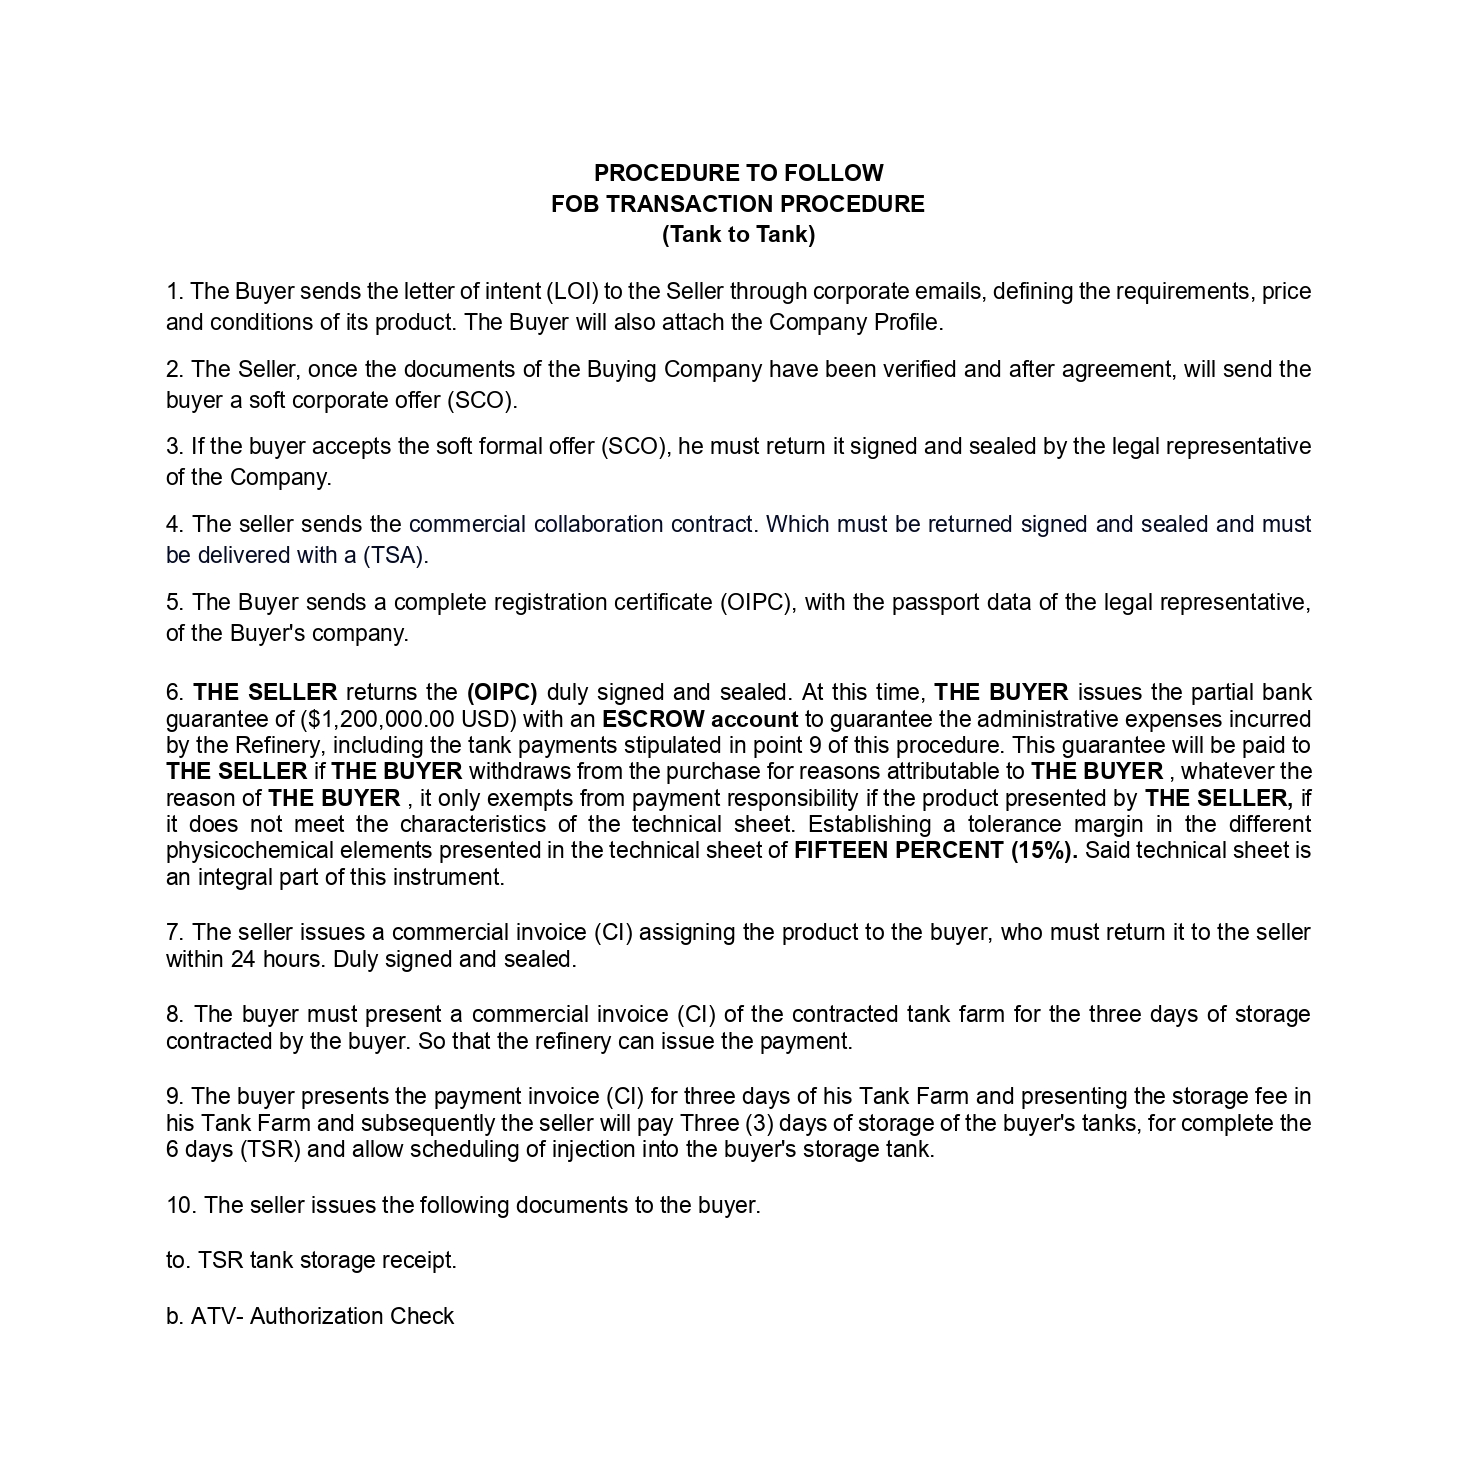 PROCEDURE TO FOLLOW
FOB TRANSACTION PROCEDURE
(Tank to Tank)
1. The Buyer sends the letter of intent (LOI) to the Seller through corporate emails, defining the requirements, price
and conditions of its product. The Buyer will also attach the Company Profile.
2. The Seller, once the documents of the Buying Company have been verified and after agreement, will send the
buyer a soft corporate offer (SCO).
3. If the buyer accepts the soft formal offer (SCO), he must return it signed and sealed by the legal representative
of the Company.
4. The seller sends the commercial collaboration contract. Which must be returned signed and sealed and must
be delivered with a (TSA).
5. The Buyer sends a complete registration certificate (OIPC), with the passport data of the legal representative,
of the Buyer's company.
6. THE SELLER returns the (OIPC) duly signed and sealed. At this time, THE BUYER issues the partial bank
guarantee of ($1,200,000.00 USD) with an ESCROW account to guarantee the administrative expenses incurred
by the Refinery, including the tank payments stipulated in point 9 of this procedure. This guarantee will be paid to
THE SELLER if THE BUYER withdraws from the purchase for reasons attributable to THE BUYER , whatever the
reason of THE BUYER , it only exempts from payment responsibility if the product presented by THE SELLER, if
it does not meet the characteristics of the technical sheet. Establishing a tolerance margin in the different
physicochemical elements presented in the technical sheet of FIFTEEN PERCENT (15%). Said technical sheet is
an integral part of this instrument.
7. The seller issues a commercial invoice (CI) assigning the product to the buyer, who must return it to the seller
within 24 hours. Duly signed and sealed.
8. The buyer must present a commercial invoice (CI) of the contracted tank farm for the three days of storage
contracted by the buyer. So that the refinery can issue the payment.
9. The buyer presents the payment invoice (CI) for three days of his Tank Farm and presenting the storage fee in
his Tank Farm and subsequently the seller will pay Three (3) days of storage of the buyer's tanks, for complete the
6 days (TSR) and allow scheduling of injection into the buyer's storage tank.
10. The seller issues the following documents to the buyer.
to. TSR tank storage receipt.
b. ATV- Authorization Check